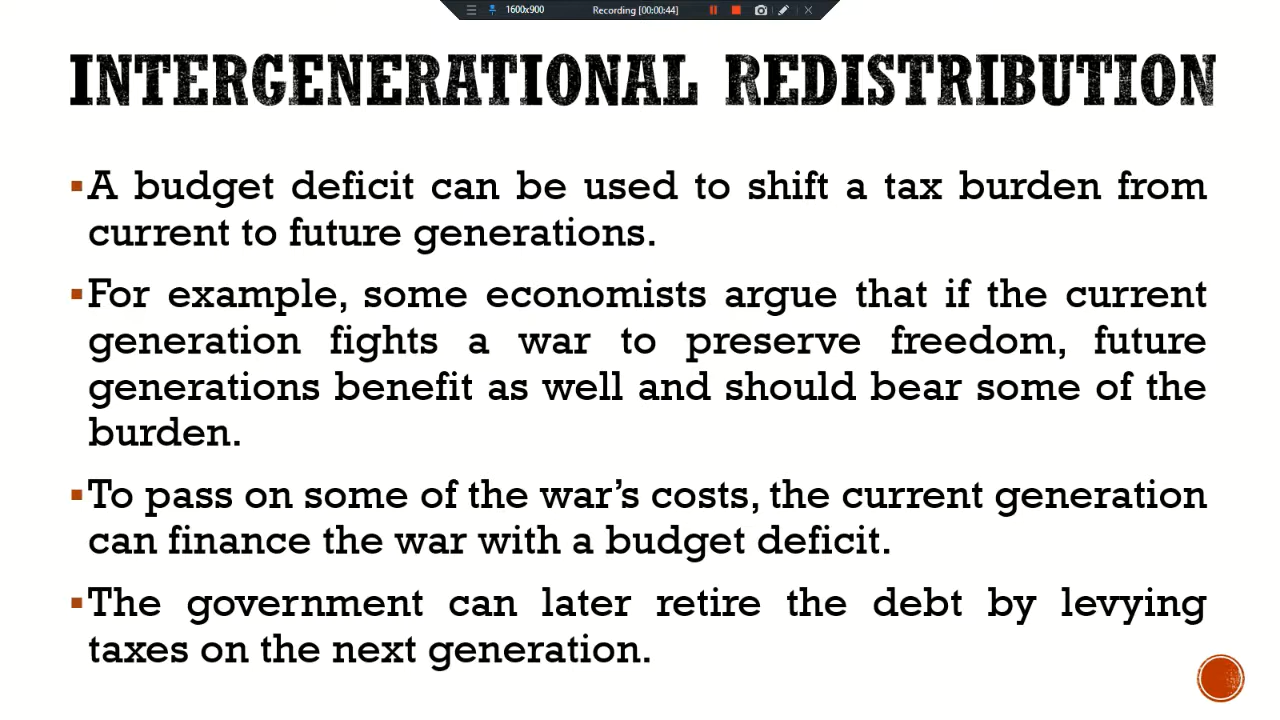 1600x900 Recording [00:00:44]
INTERGENERATIONAL REDISTRIBUTION
▪A budget deficit can be used to shift a tax burden from
current to future generations.
▪For example, some economists argue that if the current
generation fights a war to preserve freedom, future
generations benefit as well and should bear some of the
burden.
▪To pass on some of the war’s costs, the current generation
can finance the war with a budget deficit.
▪The government can later retire the debt by levying
taxes on the next generation.